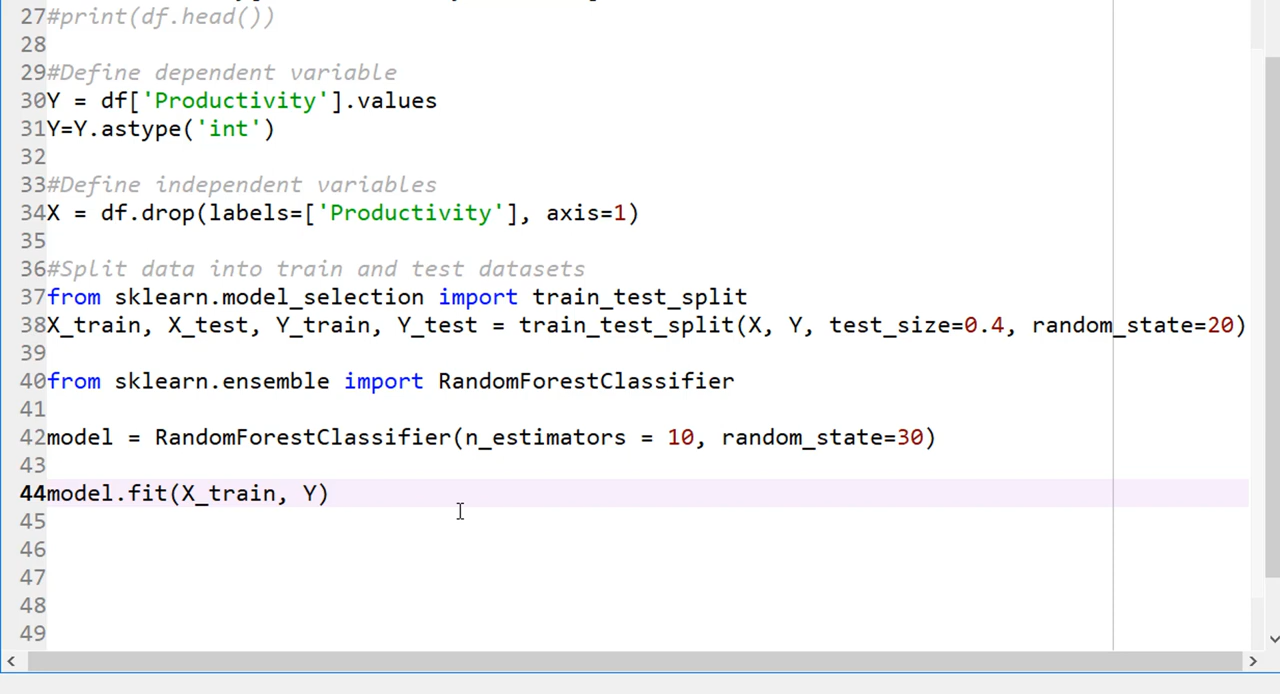 27#print(df.head())
28
29#Define dependent variable
30Y = df['Productivity'].values
31Y=Y.astype('int')
32
33#Define independent variables
34X = df.drop(labels=['Productivity'], axis=1)
35
36#Split data into train and test datasets
37from sklearn.model_selection import train_test_split
38X_train, X_test, Y_train, Y_test = train_test_split(X, Y, test_size=0.4, random_state=20)
39
40from sklearn.ensemble import RandomForestClassifier
41
42model = RandomForestClassifier(n_estimators = 10, random_state=30)
43
44model.fit(X_train, Y)
45
46
47
48
49